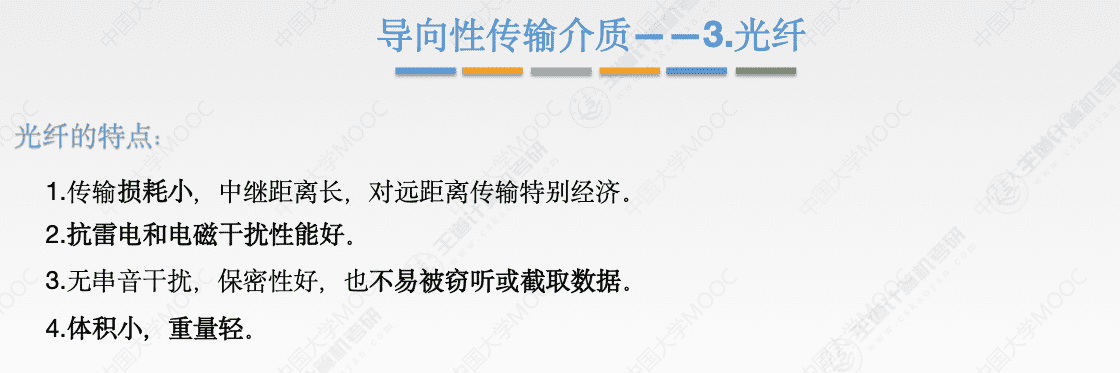 导向性传输介质——3.光纤
光纤的特点：
1.传输损耗小，中继距离长，对远距离传输特别经济。
2.抗雷电和电磁干扰性能好。
3.无串音干扰，保密性好，也不易被窃听或截取数据。
4.体积小，重量轻。
中国大学MOOC
王道计算机考研